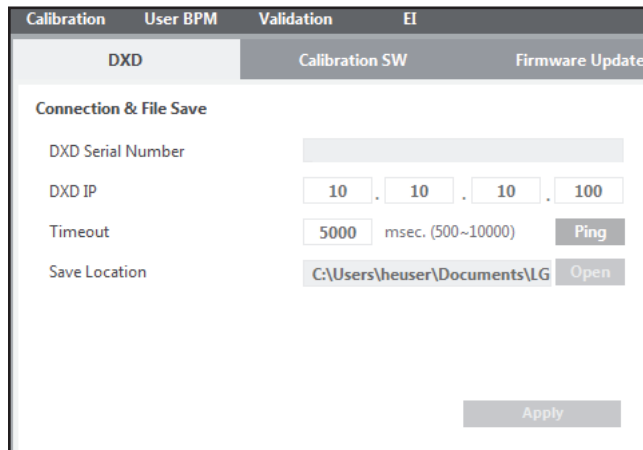 Calibration User BPM Validation EI
DXD Calibration SW Firmware Update
Connection & File Save
DXD Serial Number
DXD IP 10 . 10 . 10 . 100
Timeout 5000 msec. (500~10000) Ping
Save Location C:\Users\heuser\Documents\LG Open
Apply